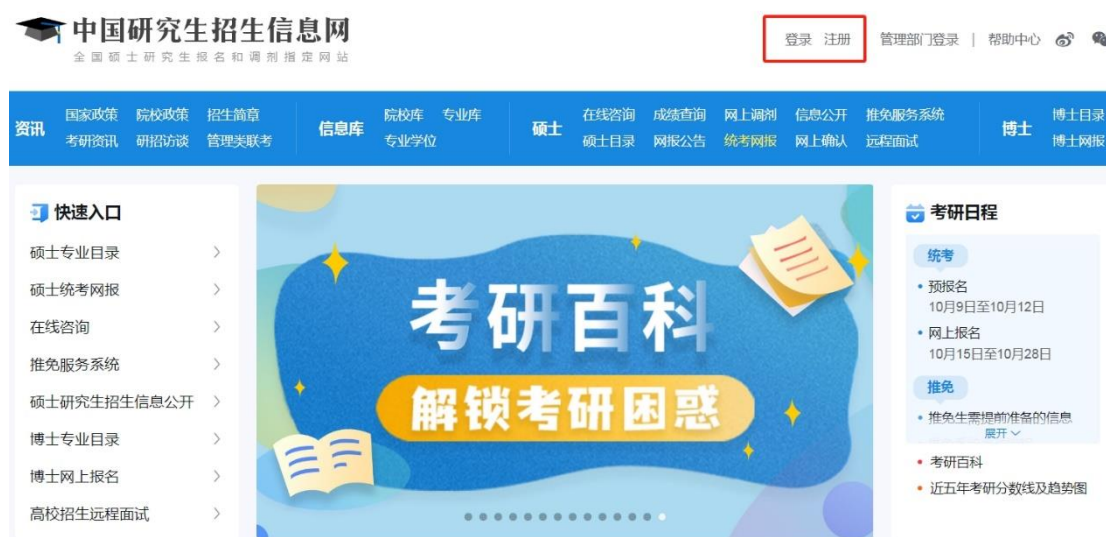 中国研究生招生信息网
全国硕士研究生报名和调剂指定网站
登录 注册 管理部门登录 | 帮助中心
资讯
国家政策 院校政策 招生简章
考研资讯 研招访谈 管理类联考
信息库
院校库 专业库
专业学位
硕士
在线咨询 成绩查询 网上调剂 信息公开 推免服务系统
硕士目录 网报公告 统考网报 网上确认 远程面试
博士
博士目录
博士网报
快速入口
硕士专业目录
硕士统考网报
在线咨询
推免服务系统
硕士研究生招生信息公开
博士专业目录
博士网上报名
高校招生远程面试
考研百科
解锁考研困惑
考研日程
统考
预报名
10月9日至10月12日
网上报名
10月15日至10月28日
推免
推免生需提前准备的信息
展开
考研百科
近五年考研分数线及趋势图